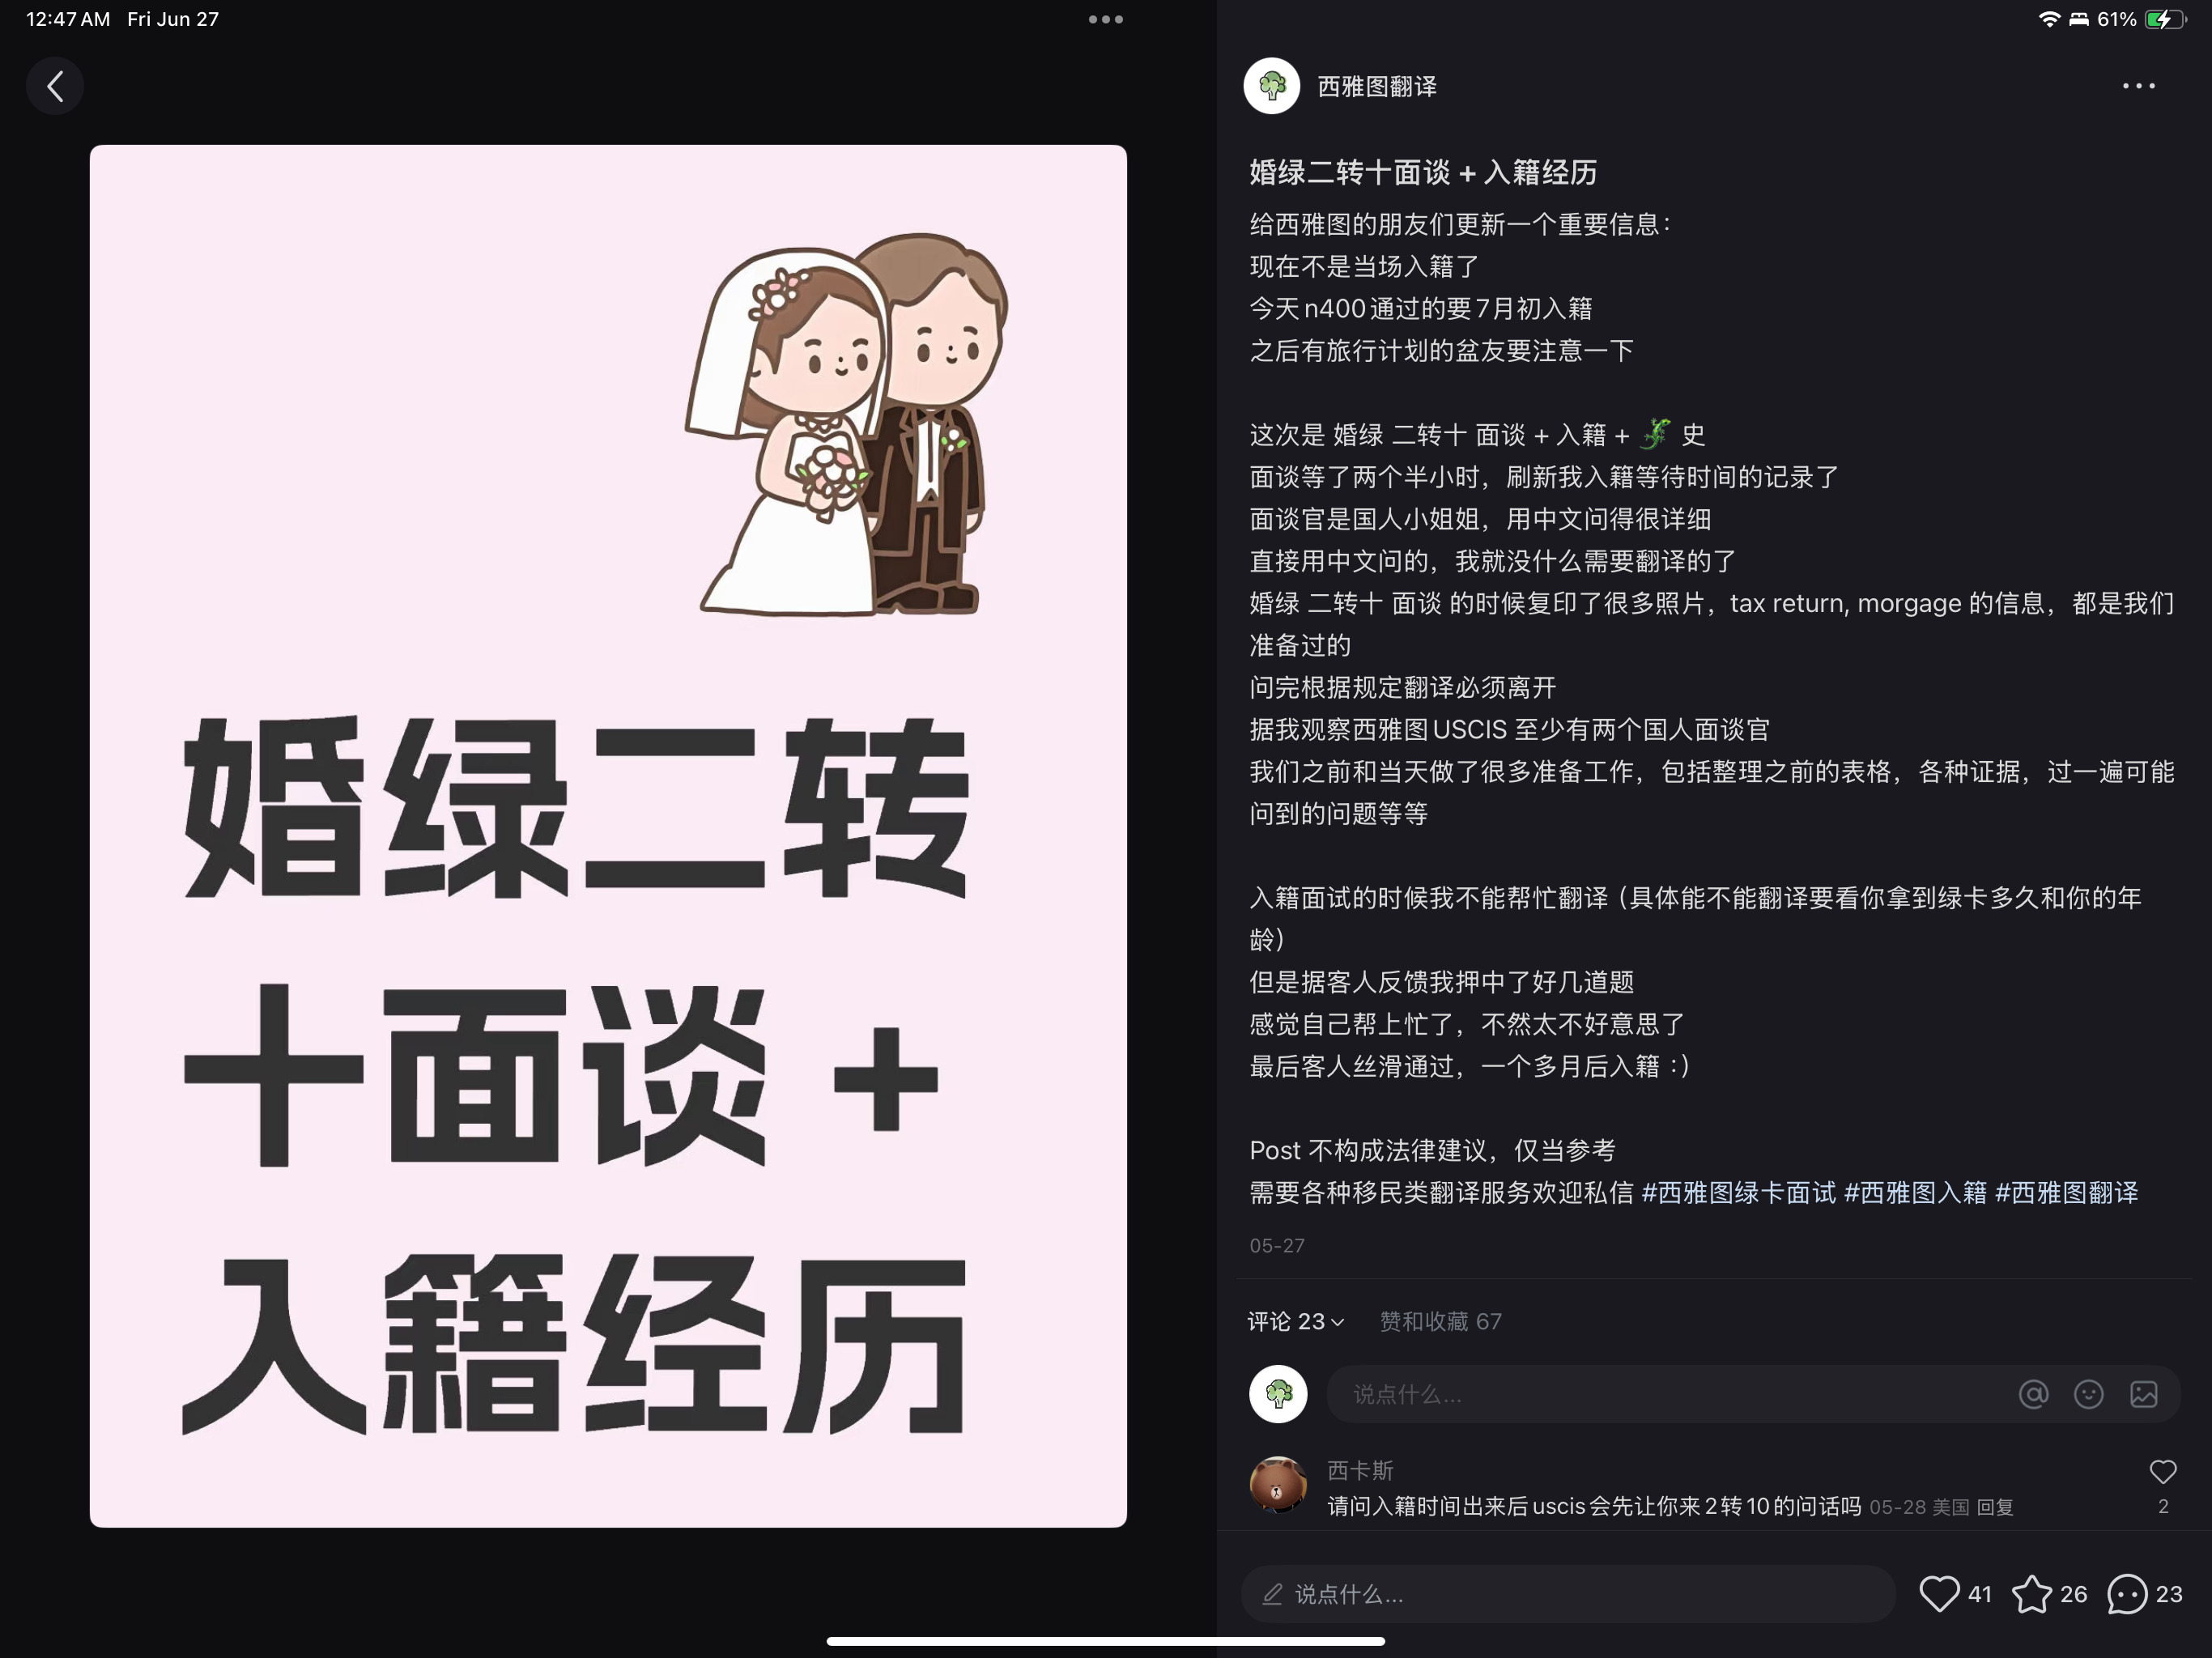 12:47 AM Fri Jun 27
61%
婚绿二转
十面谈 +
入籍经历
西雅图翻译
婚绿二转十面谈 + 入籍经历
给西雅图的朋友们更新一个重要信息：
现在不是当场入籍了
今天n400通过的要7月初入籍
之后有旅行计划的盆友要注意一下
这次是 婚绿 二转十 面谈 + 入籍 + 🦎 史
面谈等了两个半小时，刷新我入籍等待时间的记录了
面谈官是国人小姐姐，用中文问得很详细
直接用中文问的，我就没什么需要翻译的了
婚绿 二转十 面谈 的时候复印了很多照片，tax return, morgage 的信息，都是我们
准备过的
问完根据规定翻译必须离开
据我观察西雅图USCIS 至少有两个国人面谈官
我们之前和当天做了很多准备工作，包括整理之前的表格，各种证据，过一遍可能
问到的问题等等
入籍面试的时候我不能帮忙翻译（具体能不能翻译要看你拿到绿卡多久和你的年
龄）
但是据客人反馈我押中了好几道题
感觉自己帮上忙了，不然太不好意思了
最后客人丝滑通过，一个多月后入籍 :)
Post 不构成法律建议，仅当参考
需要各种移民类翻译服务欢迎私信 #西雅图绿卡面试 #西雅图入籍 #西雅图翻译
05-27
评论 23 赞和收藏 67
说点什么...
西卡斯
请问入籍时间出来后uscis会先让你来2转10的问话吗 05-28 美国 回复
2
说点什么...
41 26 23